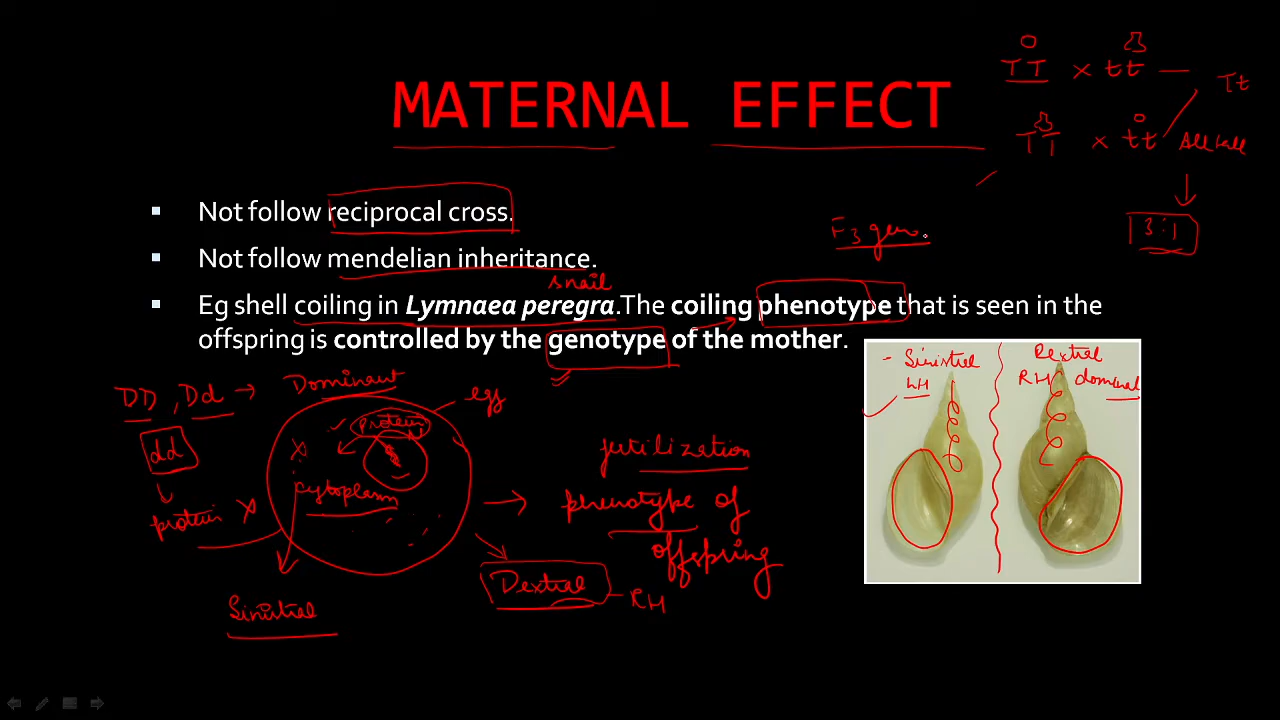 TT × tt — Tt
MATERNAL EFFECT
TT × tt All tall
Not follow reciprocal cross.
F3 gen.
3:1
Not follow mendelian inheritance.
snail
Eg shell coiling in Lymnaea peregra.The coiling phenotype that is seen in the
offspring is controlled by the genotype of the mother.
Sinistral
LH
Dextral
RH dominant
DD , Dd → Dominant
egg
Protein
dd
x
cytoplasm
protein x
fertilization
phenotype of
offspring
Dextral
- RH
Sinistral